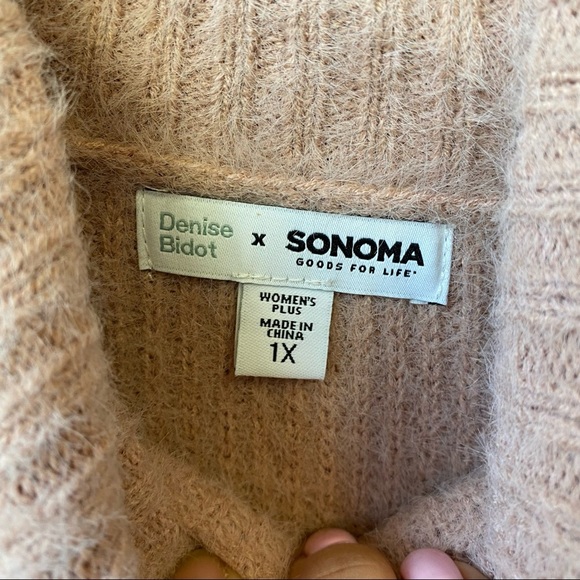 Denise
Bidot
x
SONOMA
GOODS FOR LIFE
WOMEN'S
PLUS
MADE IN
CHINA
1X